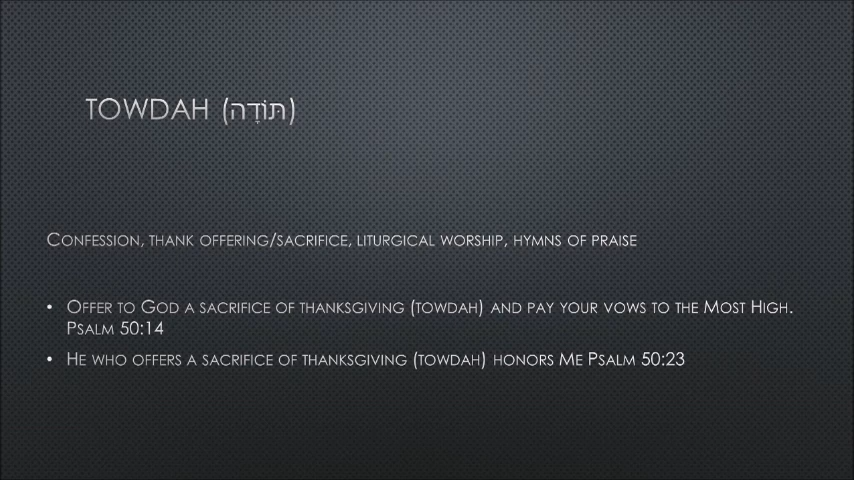 TOWDAH (תּוֹדָה)
CONFESSION, THANK OFFERING/SACRIFICE, LITURGICAL WORSHIP, HYMNS OF PRAISE
• OFFER TO GOD A SACRIFICE OF THANKSGIVING (TOWDAH) AND PAY YOUR VOWS TO THE MOST HIGH.
PSALM 50:14
• HE WHO OFFERS A SACRIFICE OF THANKSGIVING (TOWDAH) HONORS ME PSALM 50:23